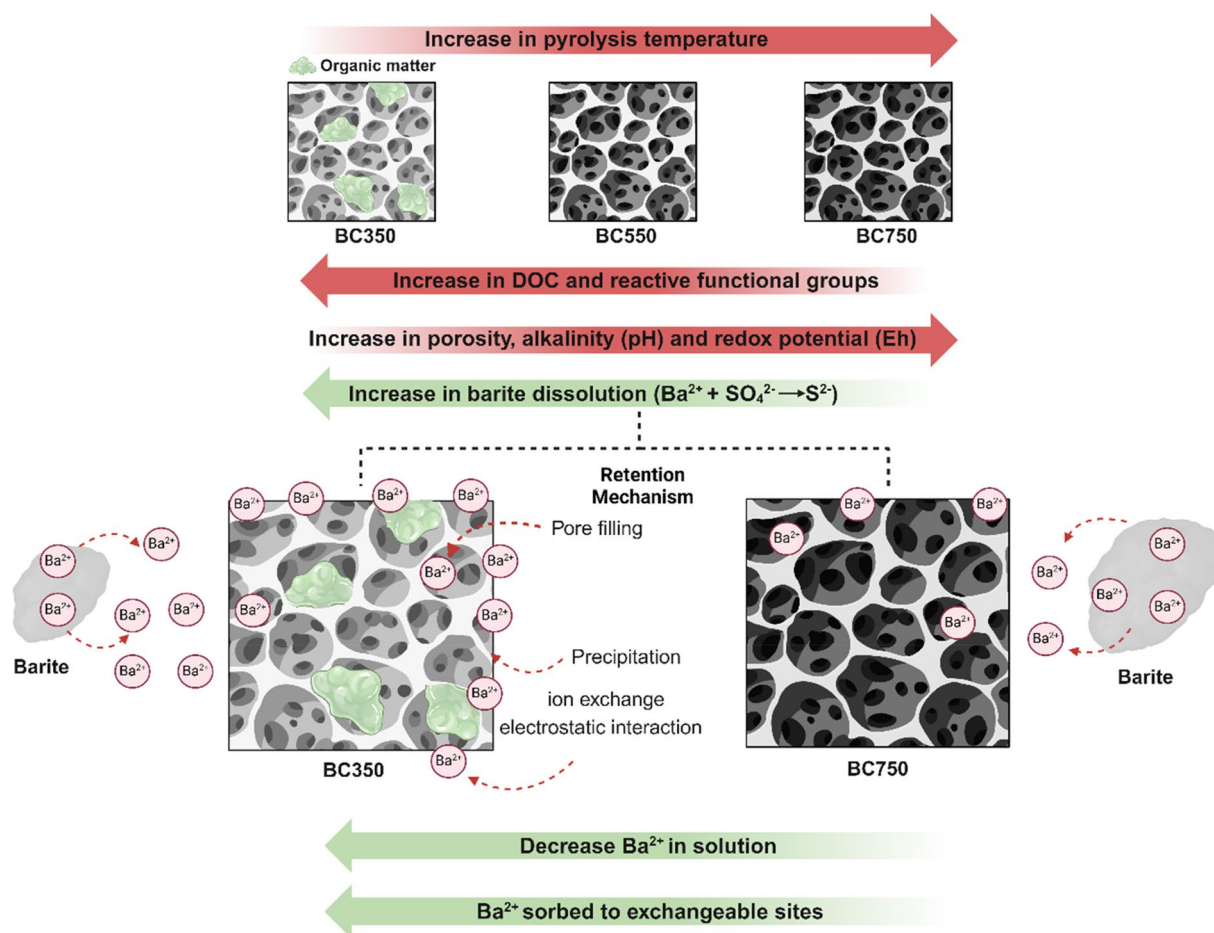 Increase in pyrolysis temperature
Organic matter
BC350
BC550
BC750
Increase in DOC and reactive functional groups
Increase in porosity, alkalinity (pH) and redox potential (Eh)
Increase in barite dissolution (Ba²⁺ + SO₄²⁻ → S²⁻)
Retention
Mechanism
Ba²⁺
Ba²⁺
Ba²⁺
Ba²⁺
Pore filling
Ba²⁺
Ba²⁺
Ba²⁺
Ba²⁺
Ba²⁺
Ba²⁺
Ba²⁺
Ba²⁺
Ba²⁺
Ba²⁺
Barite
Ba²⁺
Ba²⁺
Precipitation
Ba²⁺
ion exchange
electrostatic interaction
Ba²⁺
BC350
Ba²⁺
Ba²⁺
Ba²⁺
Ba²⁺
Ba²⁺
Ba²⁺
Ba²⁺
Ba²⁺
Ba²⁺
Barite
BC750
Decrease Ba²⁺ in solution
Ba²⁺ sorbed to exchangeable sites